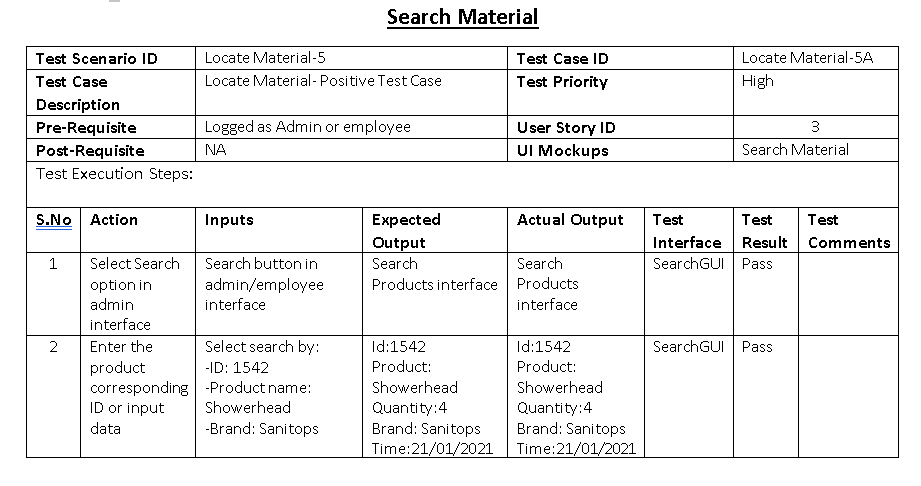 Search Material
Test Scenario ID Locate Material-5 Test Case ID Locate Material-5A
Test Case Description Locate Material- Positive Test Case Test Priority High
Pre-Requisite Logged as Admin or employee User Story ID 3
Post-Requisite NA UI Mockups Search Material
Test Execution Steps:
S.No Action Inputs Expected Output Actual Output Test Interface Test Result Test Comments
1
Select Search
option in
admin
interface
Search button in
admin/employee
interface
Search
Products interface
Search
Products
interface
SearchGUI
Pass
2
Enter the
product
corresponding
ID or input
data
Select search by:
-ID: 1542
-Product name:
Showerhead
-Brand: Sanitops
Id:1542
Product:
Showerhead
Quantity:4
Brand: Sanitops
Time:21/01/2021
Id:1542
Product:
Showerhead
Quantity:4
Brand: Sanitops
Time:21/01/2021
SearchGUI
Pass